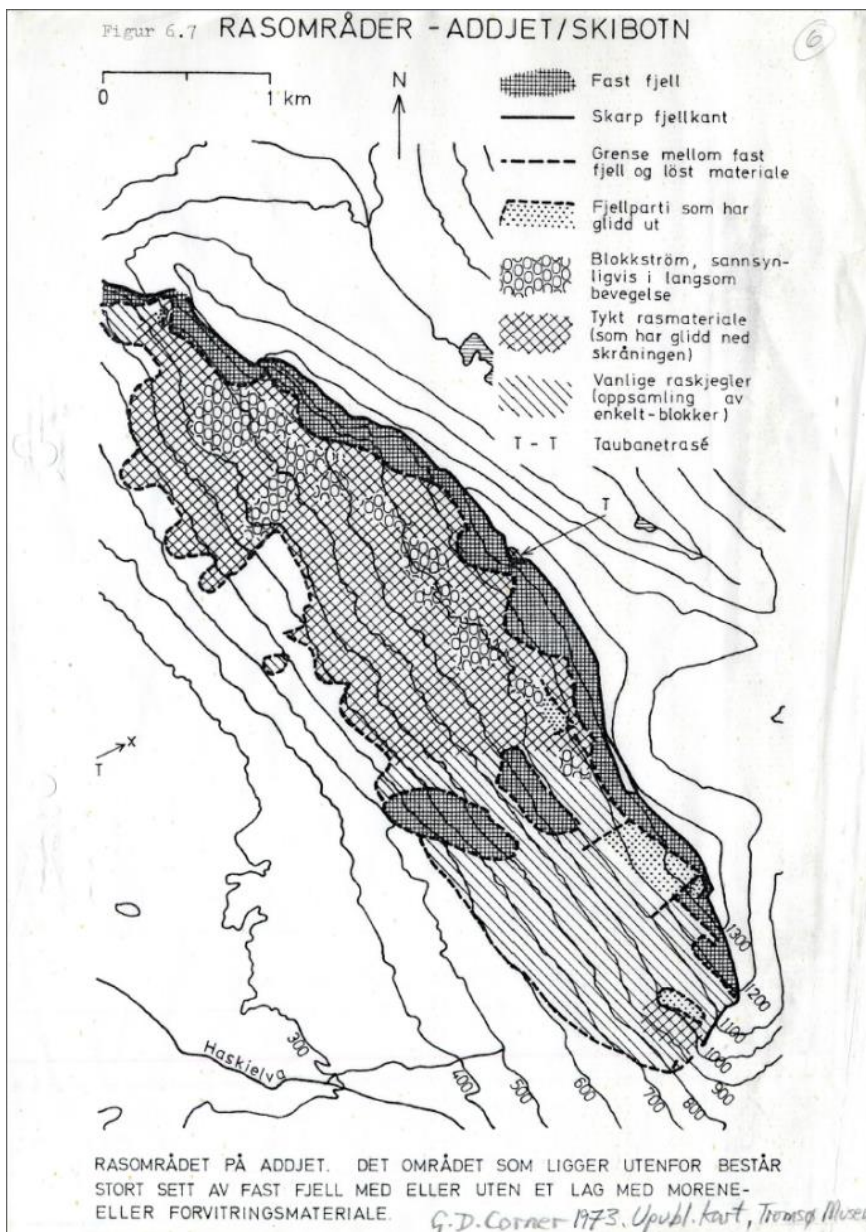 Figur 6.7 RASOMRÅDER - ADDJET/SKIBOTN
6
0 1 km
N
Fast fjell
Skarp fjellkant
Grense mellom fast
fjell og löst materiale
Fjellparti som har
glidd ut
Blokkström, sannsyn-
ligvis i langsom
bevegelse
Tykt rasmateriale
(som har glidd ned
skråningen)
Vanlige raskjegler
(oppsamling av
enkelt-blokker)
T - T Taubanetrasé
T
x
T
1300
1200
1100
1000
900
800
700
600
500
400
300
Haskielva
RASOMRÅDET PÅ ADDJET. DET OMRÅDET SOM LIGGER UTENFOR BESTÅR
STORT SETT AV FAST FJELL MED ELLER UTEN ET LAG MED MORENE-
ELLER FORVITRINGSMATERIALE.
G.D. Corner 1973. Upubl. kart, Tromsø Museum